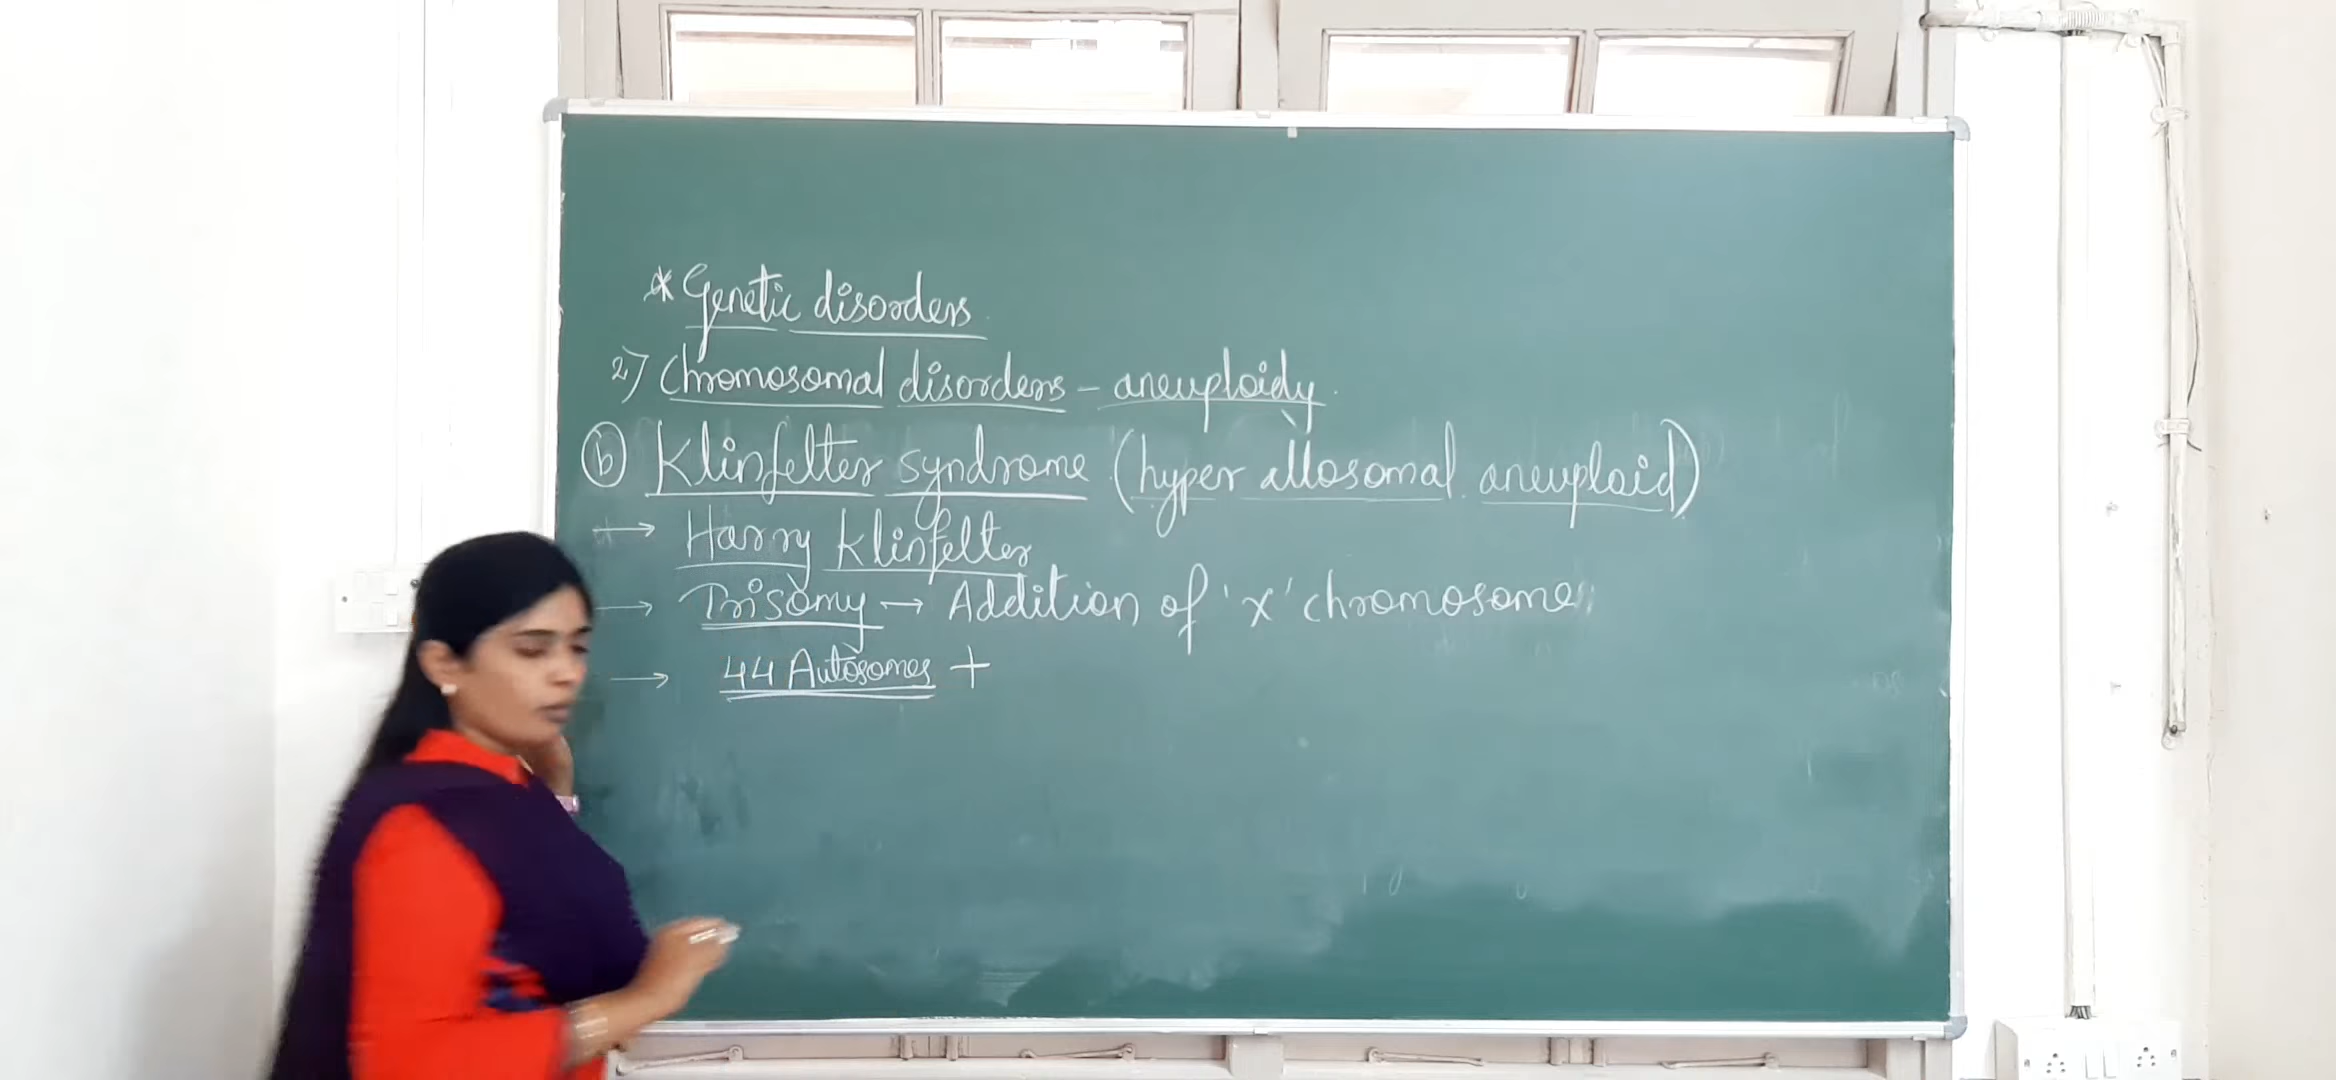 * Genetic disorders.
2) Chromosomal disorders - aneuploidy.
(b) Klinfelter syndrome (hyper allosomal aneuploid)
→ Harry Klinfelter
→ Trisomy → Addition of 'x' chromosome
→ 44 Autosomes +